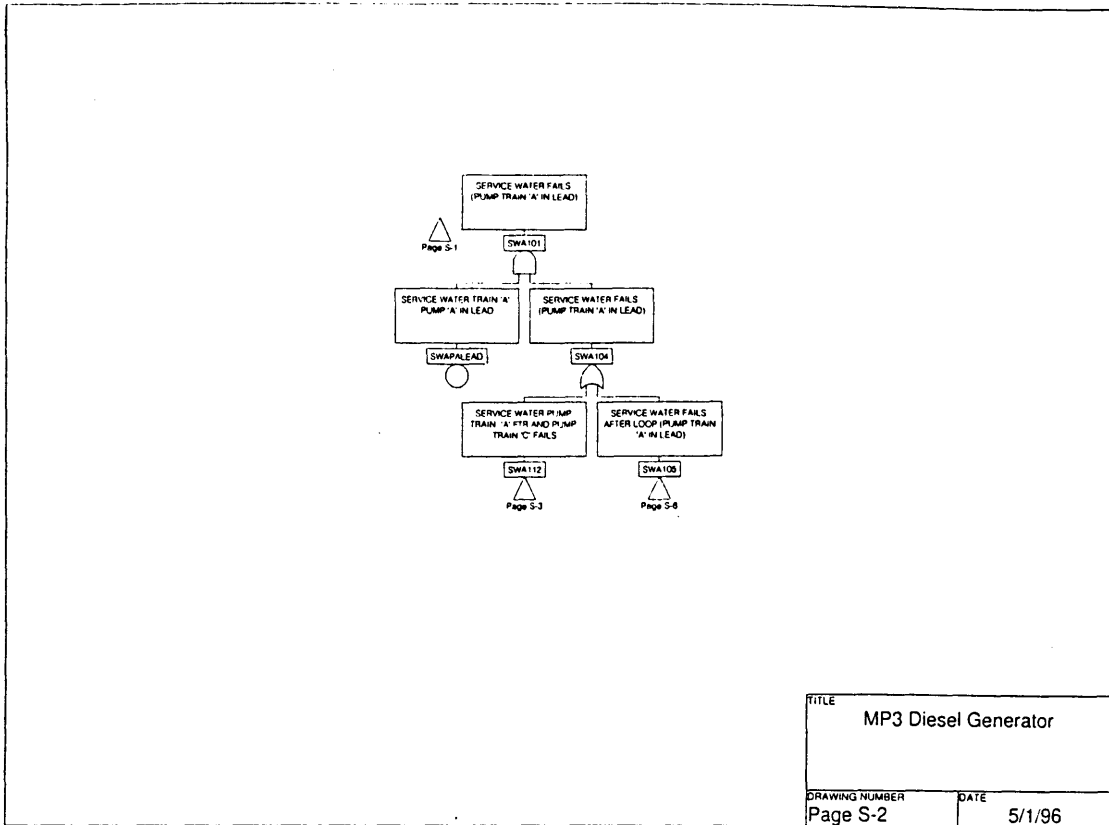 SERVICE WATER FAILS
(PUMP TRAIN 'A' IN LEAD)
Page S-1
SWA101
SERVICE WATER TRAIN 'A'
PUMP 'A' IN LEAD
SERVICE WATER FAILS
(PUMP TRAIN 'A' IN LEAD)
SWAPALEAD
SWA104
SERVICE WATER PUMP
TRAIN 'A' FTR AND PUMP
TRAIN 'C' FAILS
SERVICE WATER FAILS
AFTER LOOP (PUMP TRAIN
'A' IN LEAD)
SWA112
SWA105
Page S-3
Page S-6
TITLE
MP3 Diesel Generator
DRAWING NUMBER
Page S-2
DATE
5/1/96